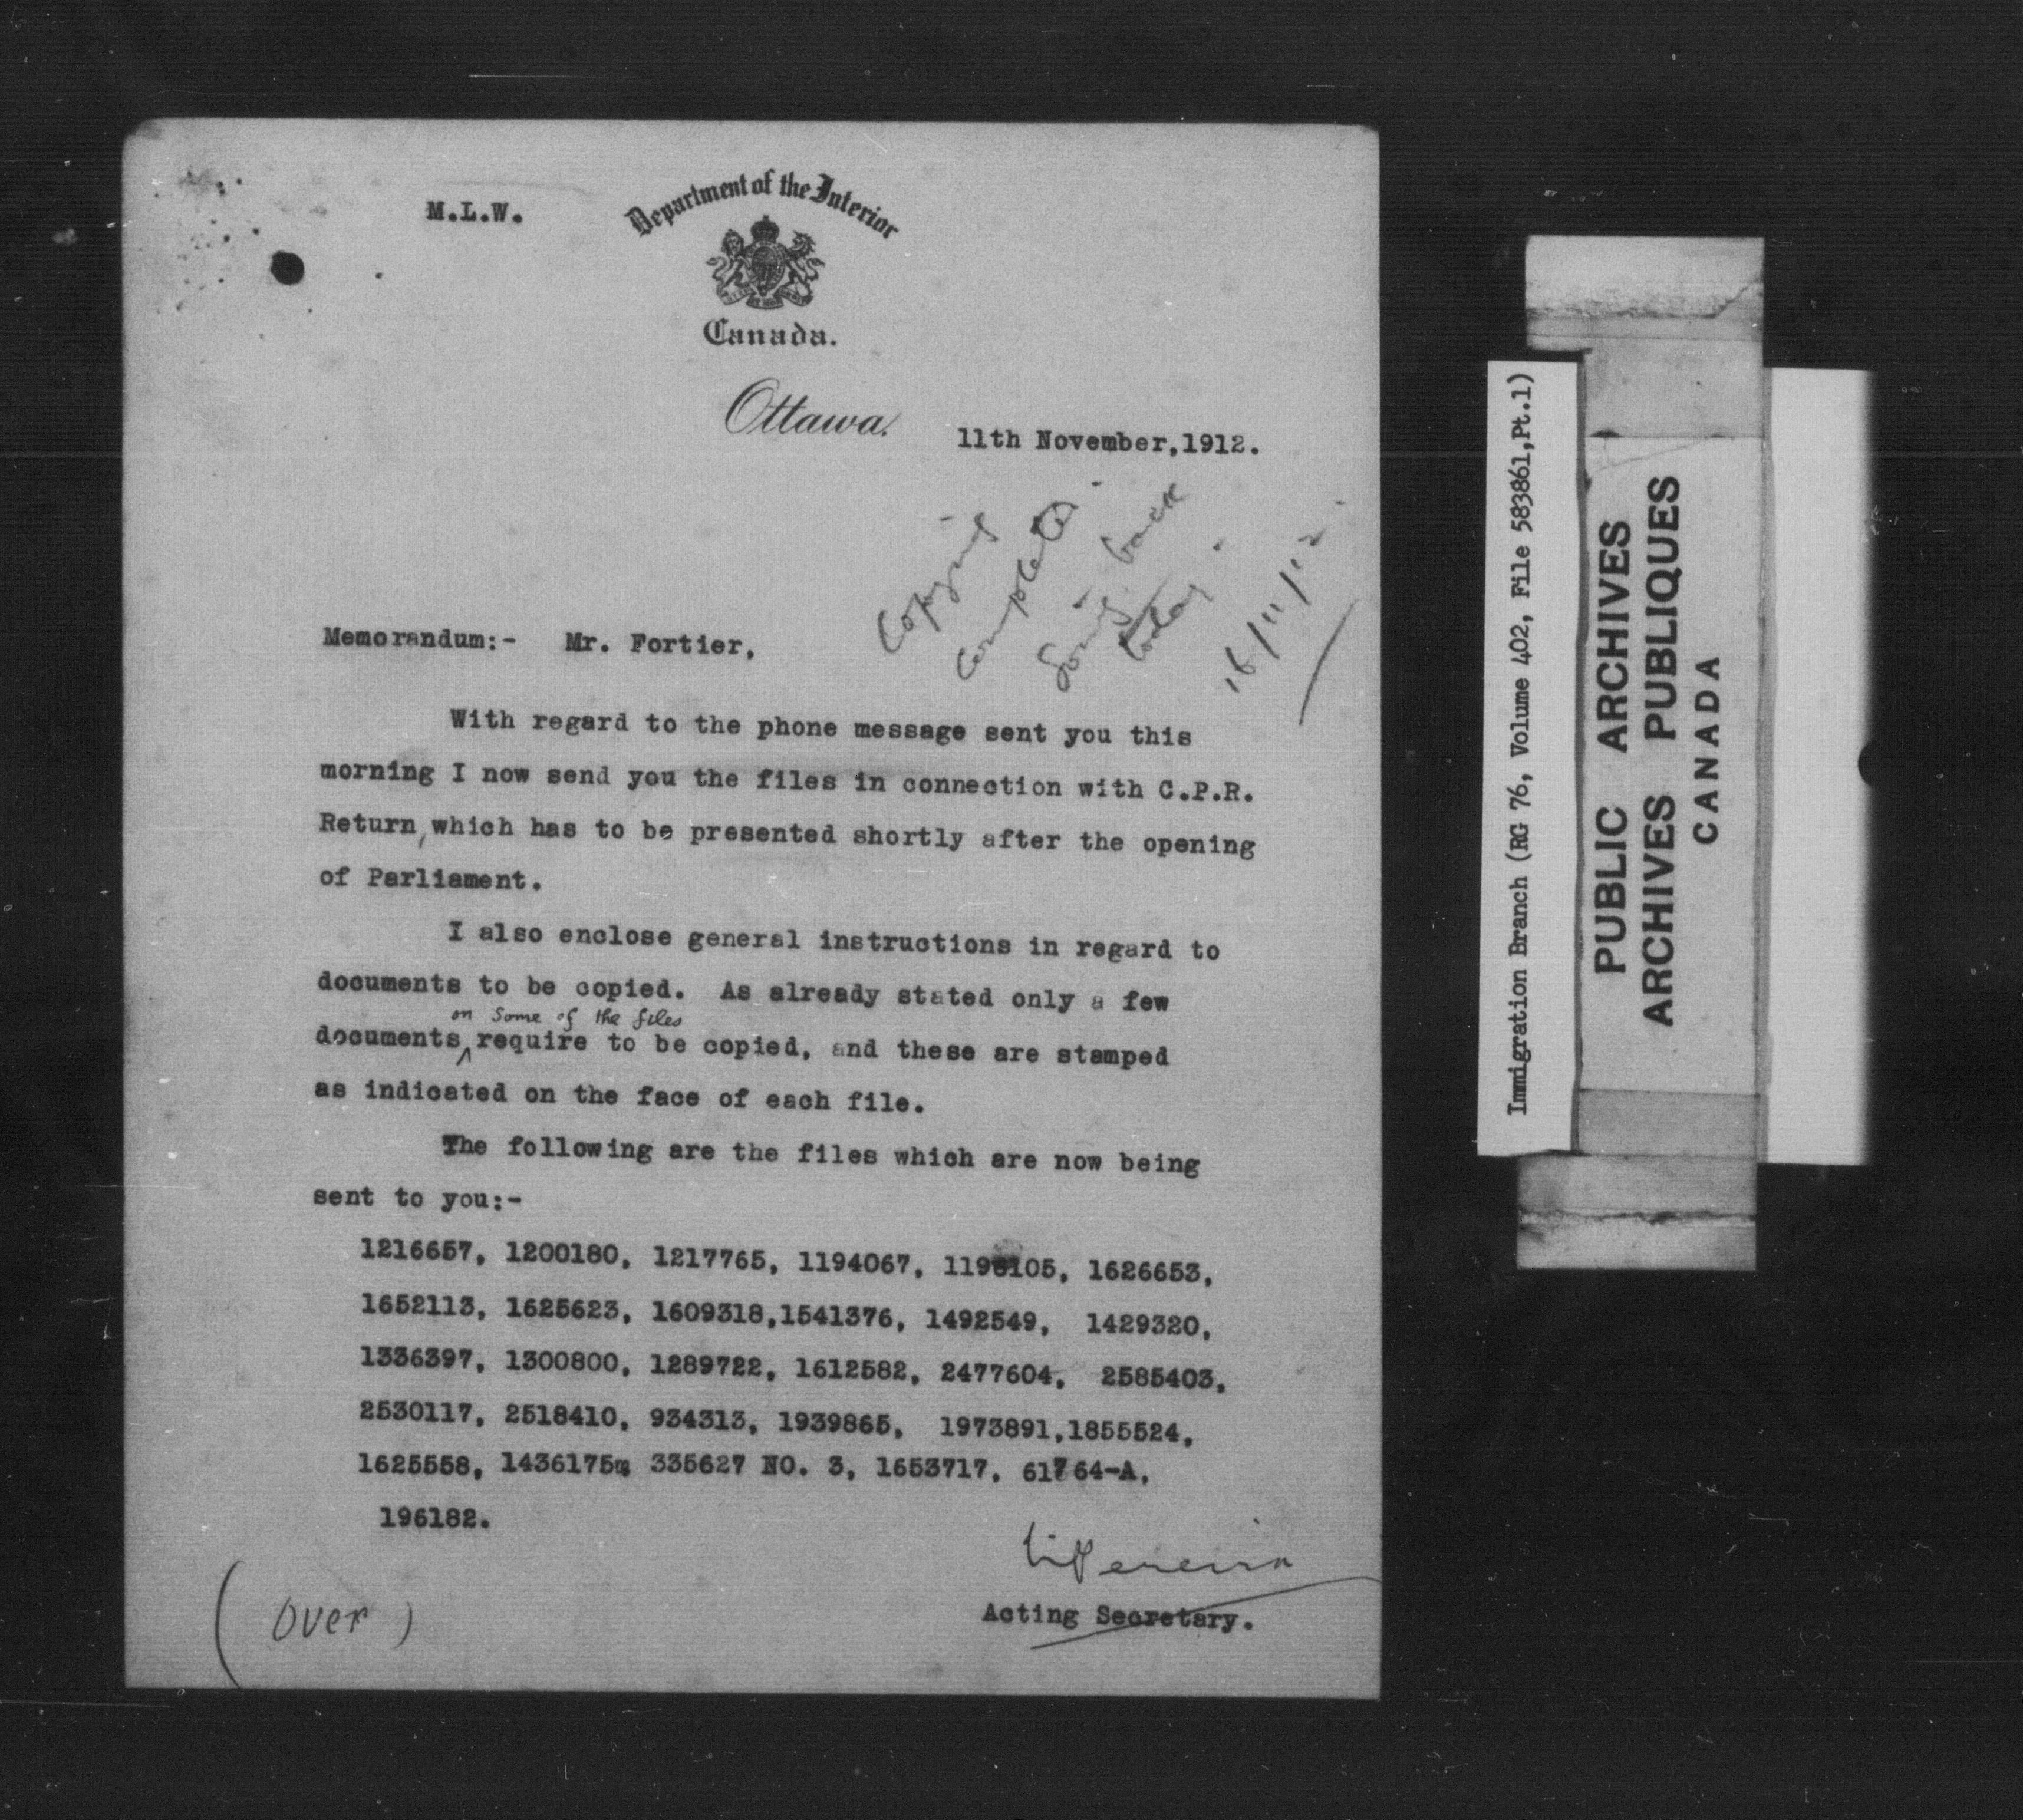 M.L.W.
Department of the Interior
Canada.
Ottawa.
11th November,1912.
Copying
complete.
Going back
today.
16/11/12.
Memorandum:- Mr. Fortier,
With regard to the phone message sent you this
morning I now send you the files in connection with C.P.R.
Return, which has to be presented shortly after the opening
of Parliament.
I also enclose general instructions in regard to
documents to be copied. As already stated only a few
on some of the files
documents require to be copied, and these are stamped
as indicated on the face of each file.
The following are the files which are now being
sent to you:-
1216657, 1200180, 1217765, 1194067, 1626653,
1652113, 1625623, 1609318,1541376, 1492549, 1429320,
1336397, 1300800, 1289722, 1612582, 2477604, 2585403,
2530117, 2518410, 934313, 1939865, 1973891,1855524,
1625558, 1436175, 335627 NO. 3, 1653717, 61764-A,
196182.
Pereira
Acting Secretary.
(Over)
Immigration Branch (RG 76, Volume 402, File 583861,Pt.1)
PUBLIC ARCHIVES
ARCHIVES PUBLIQUES
CANADA